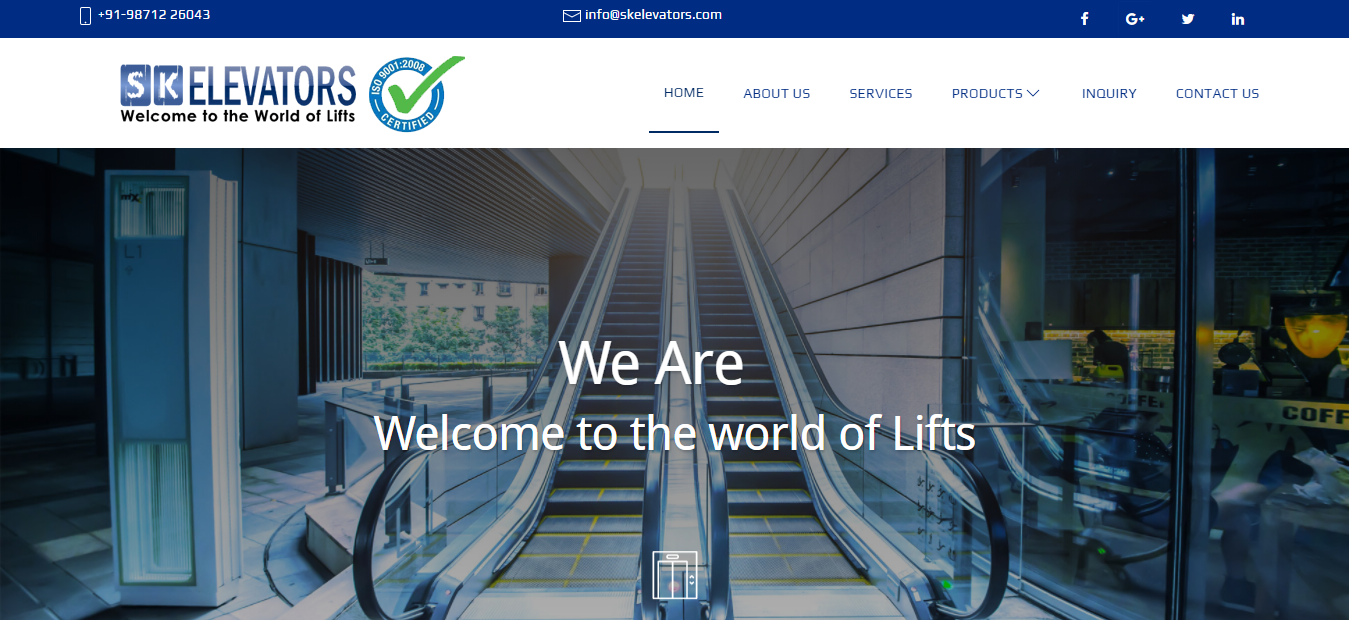 +91-98712 26043
info@skelevators.com
SK ELEVATORS
Welcome to the World of Lifts
ISO 9001:2008
CERTIFIED
HOME
ABOUT US
SERVICES
PRODUCTS
INQUIRY
CONTACT US
L1
We Are
Welcome to the world of Lifts
COFFEE
COFF